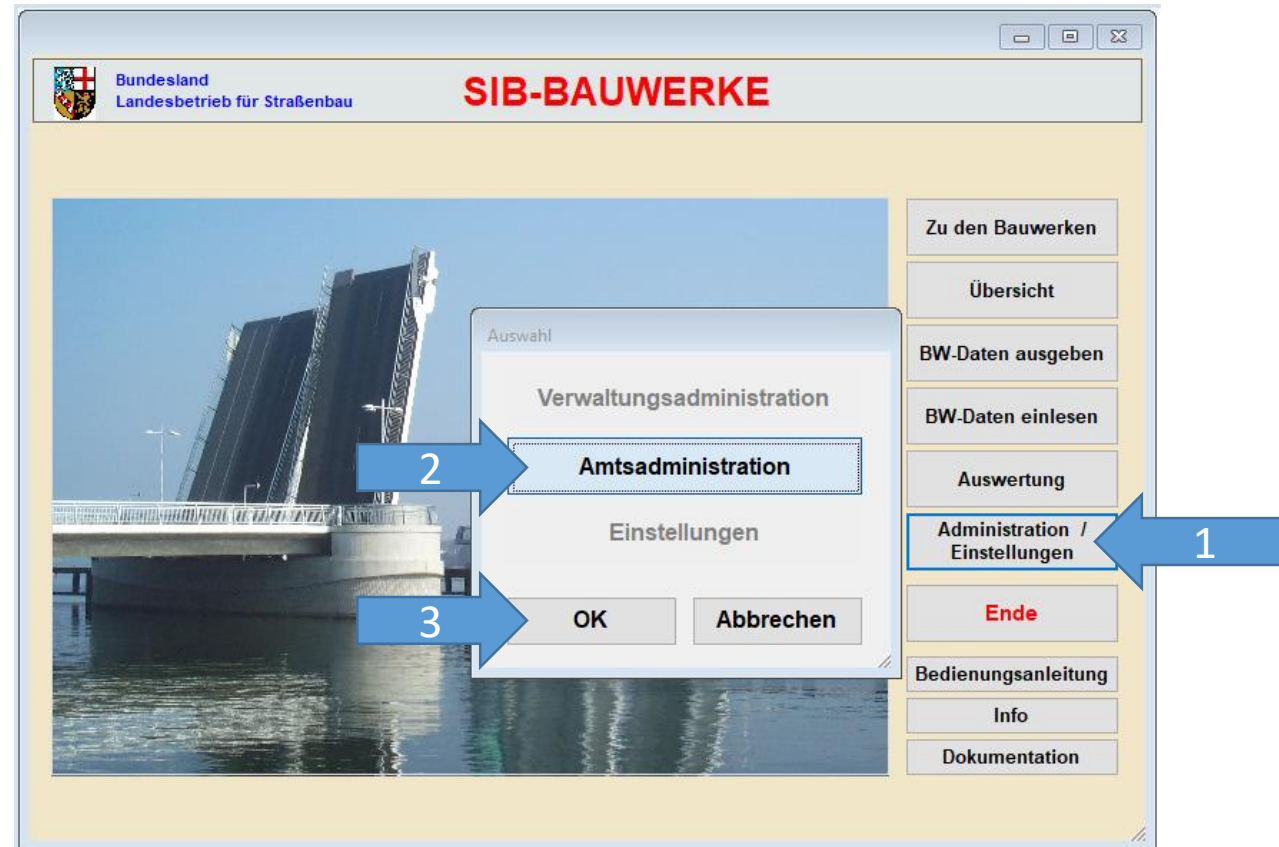 Bundesland
Landesbetrieb für Straßenbau
SIB-BAUWERKE
Zu den Bauwerken
Übersicht
BW-Daten ausgeben
BW-Daten einlesen
Auswertung
Administration /
Einstellungen
1
Ende
Bedienungsanleitung
Info
Dokumentation
Auswahl
Verwaltungsadministration
2
Amtsadministration
Einstellungen
3
OK
Abbrechen